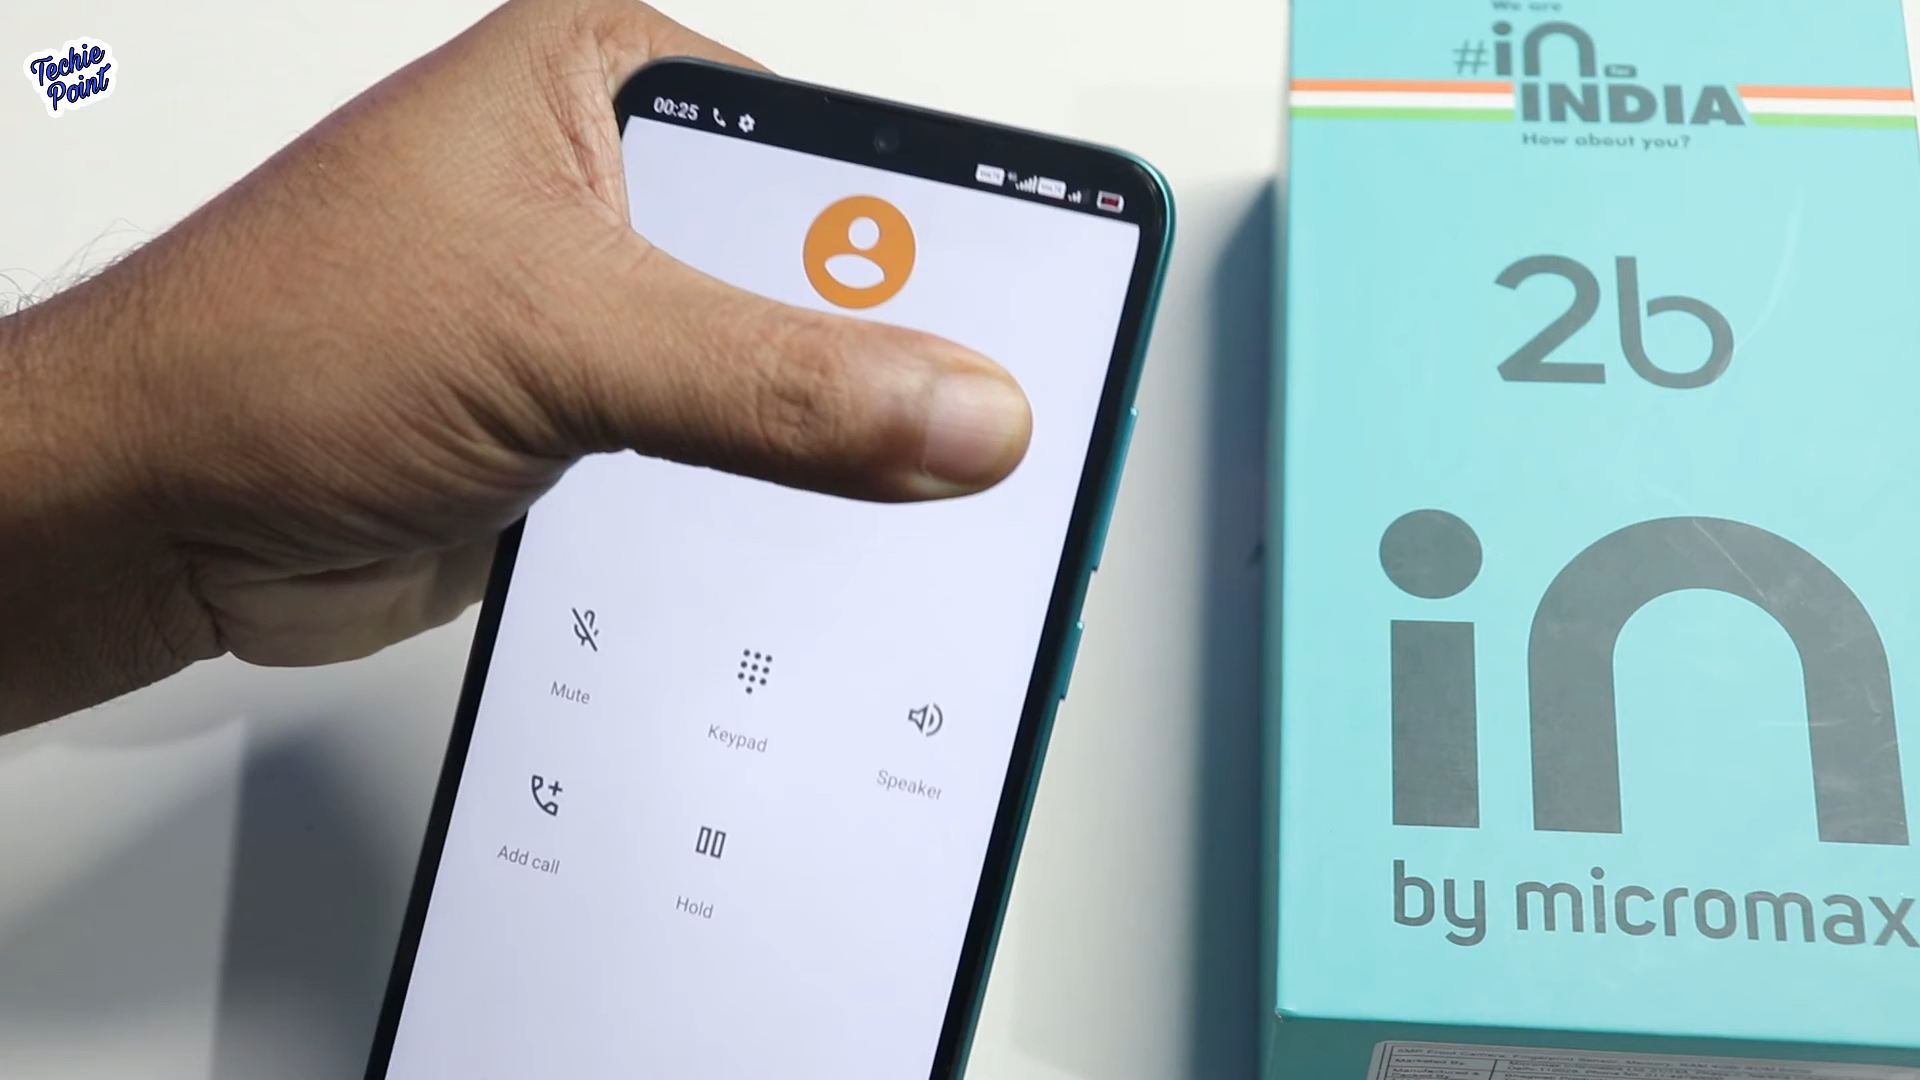 Techie
Point
00:25
Mute
Keypad
Speaker
Add call
Hold
We are
#in for
INDIA
How about you?
2b
in
by micromax